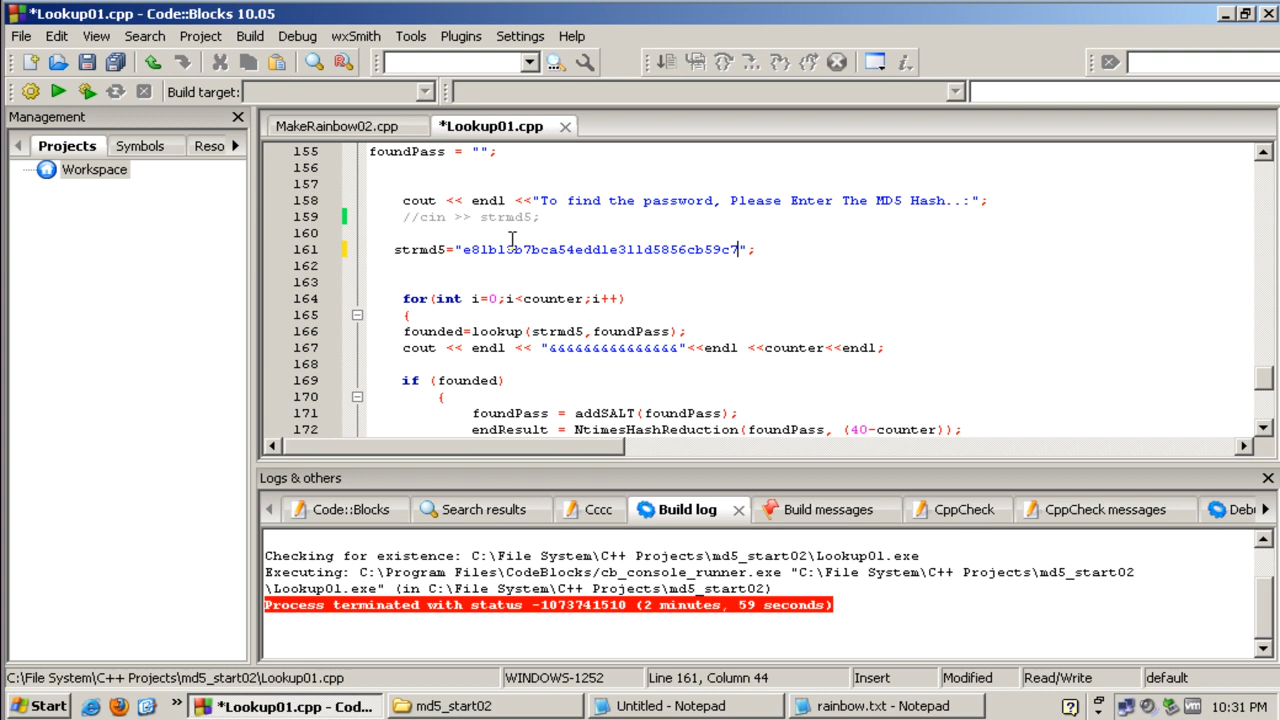 *Lookup01.cpp - Code::Blocks 10.05
File Edit View Search Project Build Debug wxSmith Tools Plugins Settings Help
Build target:
Management
Projects Symbols Reso
Workspace
MakeRainbow02.cpp *Lookup01.cpp
155 foundPass = "";
156
157
158 cout << endl <<"To find the password, Please Enter The MD5 Hash..:";
159 //cin >> strmd5;
160
161
162
163
164 for(int i=0;i<counter;i++)
165 {
166 founded=lookup(strmd5,foundPass);
167 cout << endl << "&&&&&&&&&&&&&&&"<<endl <<counter<<endl;
168
169 if (founded)
170 {
171 foundPass = addSALT(foundPass);
172 endResult = NtimesHashReduction(foundPass, (40-counter));
Logs & others
Code::Blocks Search results Cccc Build log Build messages CppCheck CppCheck messages Debu
Checking for existence: C:\File System\C++ Projects\md5_start02\Lookup01.exe
Executing: C:\Program Files\CodeBlocks/cb_console_runner.exe "C:\File System\C++ Projects\md5_start02
\Lookup01.exe" (in C:\File System\C++ Projects\md5_start02)
Process terminated with status -1073741510 (2 minutes, 59 seconds)
C:\File System\C++ Projects\md5_start02\Lookup01.cpp WINDOWS-1252 Line 161, Column 44 Insert Modified Read/Write default
Start *Lookup01.cpp - Cod... md5_start02 Untitled - Notepad rainbow.txt - Notepad 10:31 PM